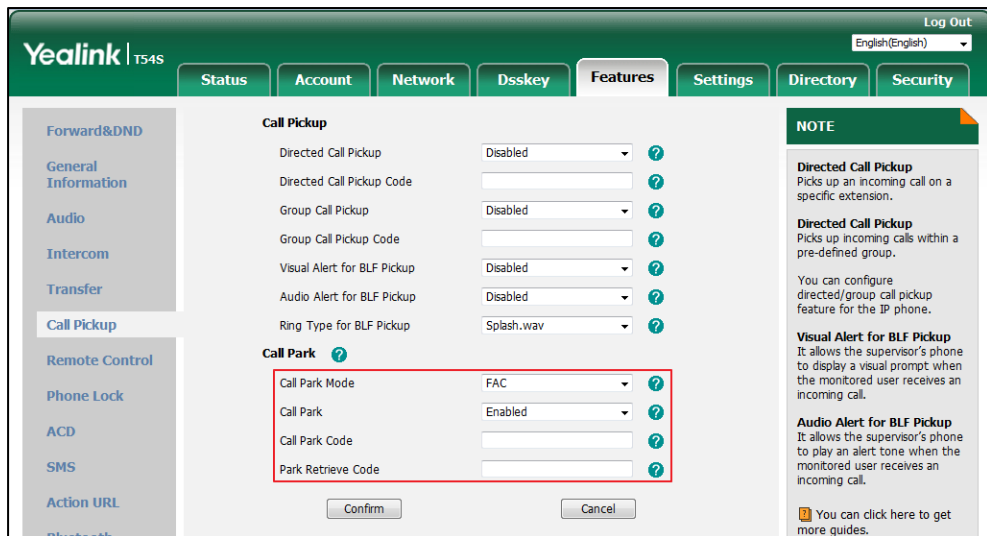 Log Out
English(English)
Yealink | T54S
Status Account Network Dsskey Features Settings Directory Security
Forward&DND
General
Information
Audio
Intercom
Transfer
Call Pickup
Remote Control
Phone Lock
ACD
SMS
Action URL
Bluetooth
Call Pickup
Directed Call Pickup Disabled
Directed Call Pickup Code
Group Call Pickup Disabled
Group Call Pickup Code
Visual Alert for BLF Pickup Disabled
Audio Alert for BLF Pickup Disabled
Ring Type for BLF Pickup Splash.wav
Call Park
Call Park Mode FAC
Call Park Enabled
Call Park Code
Park Retrieve Code
Confirm Cancel
NOTE
Directed Call Pickup
Picks up an incoming call on a
specific extension.
Directed Call Pickup
Picks up incoming calls within a
pre-defined group.
You can configure
directed/group call pickup
feature for the IP phone.
Visual Alert for BLF Pickup
It allows the supervisor's phone
to display a visual prompt when
the monitored user receives an
incoming call.
Audio Alert for BLF Pickup
It allows the supervisor's phone
to play an alert tone when the
monitored user receives an
incoming call.
You can click here to get
more guides.